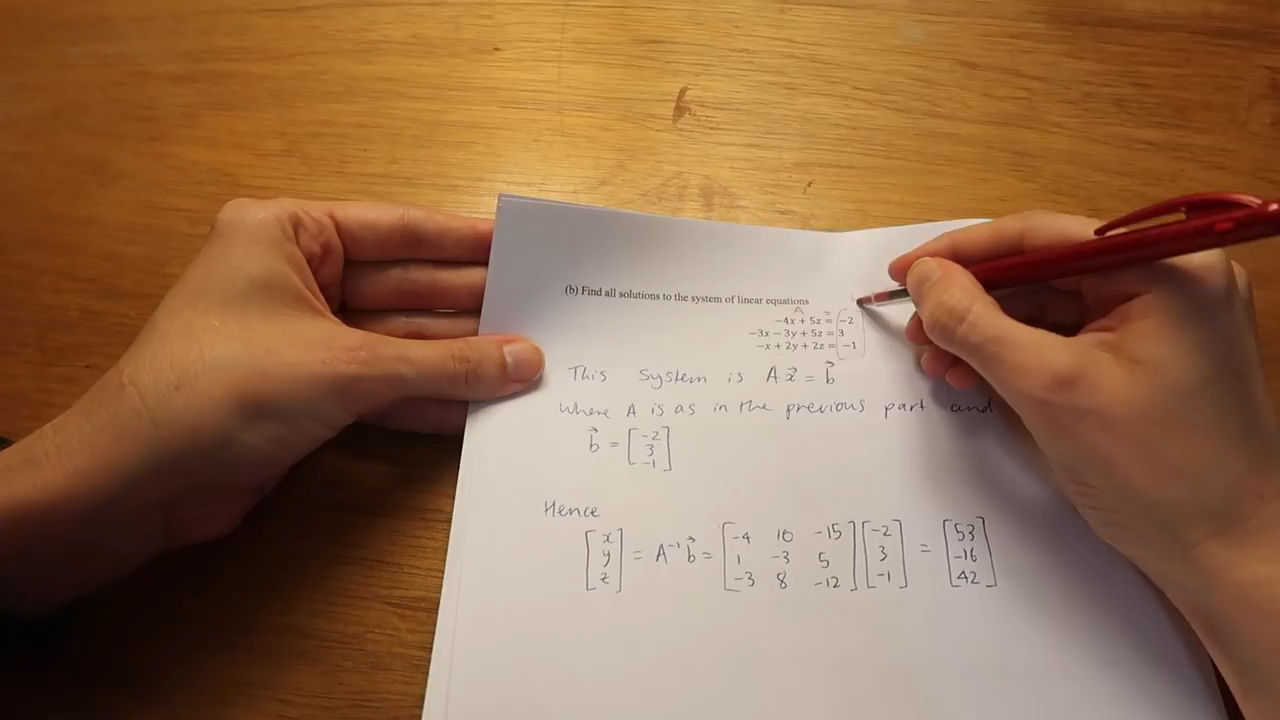 (b) Find all solutions to the system of linear equations
A
-4x + 5z = -2
-3x - 3y + 5z = 3
-x + 2y + 2z = -1
This system is Ax⃗ = b⃗
where A is as in the previous part and
b⃗ = [-2 3 -1]
Hence
[x y z] = A⁻¹b⃗ = [-4 10 -15 1 -3 5 -3 8 -12] [-2 3 -1] = [53 -16 42]